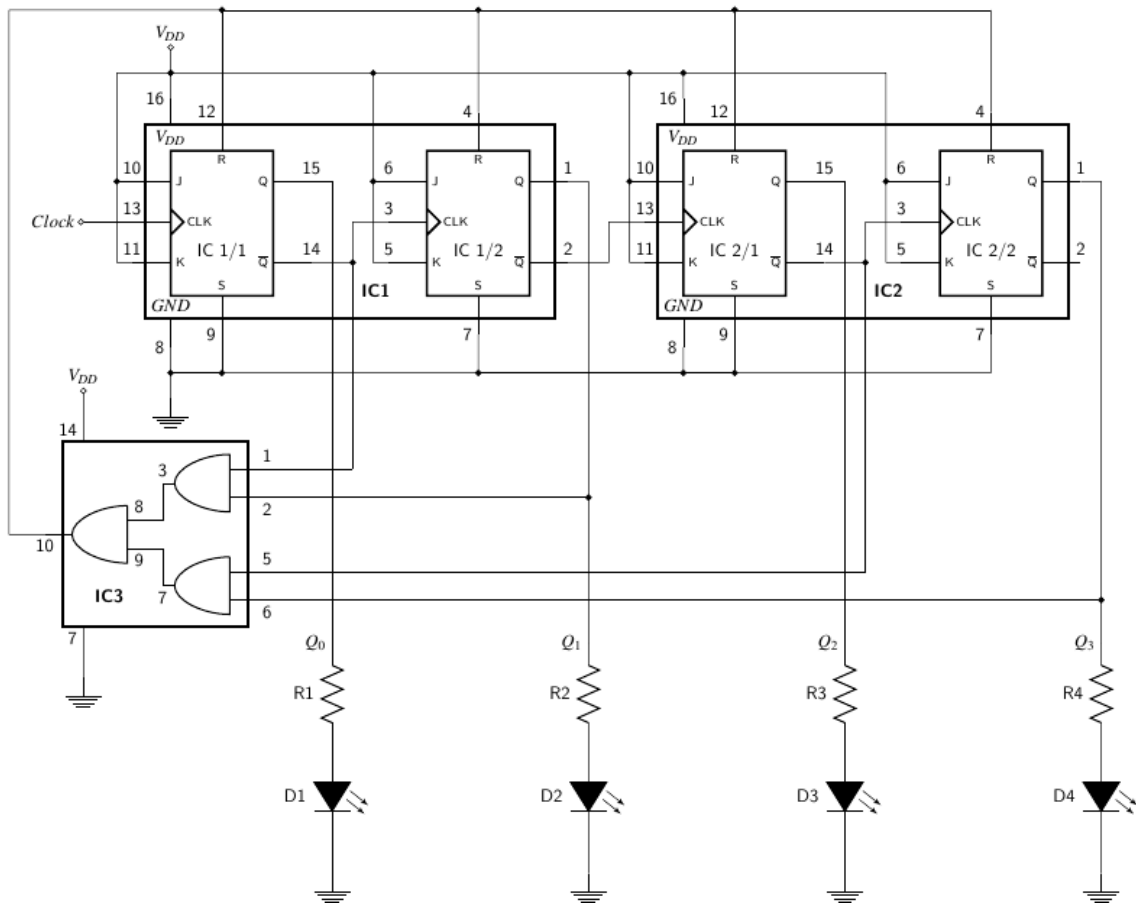 V_DD
16 12 4 16 12 4
V_DD R R V_DD R R
10 J Q 15 6 J Q 1 10 J Q 15 6 J Q 1
Clock 13 CLK 3 CLK 13 CLK 3 CLK
11 K IC 1/1 Q̅ 14 5 K IC 1/2 Q̅ 2 11 K IC 2/1 Q̅ 14 5 K IC 2/2 Q̅ 2
S IC1 S S IC2 S
GND GND
8 9 7 8 9 7
V_DD
14
3 1
8 2
10 9 5
IC3 7 6
7
Q_0 Q_1 Q_2 Q_3
R1 R2 R3 R4
D1 D2 D3 D4